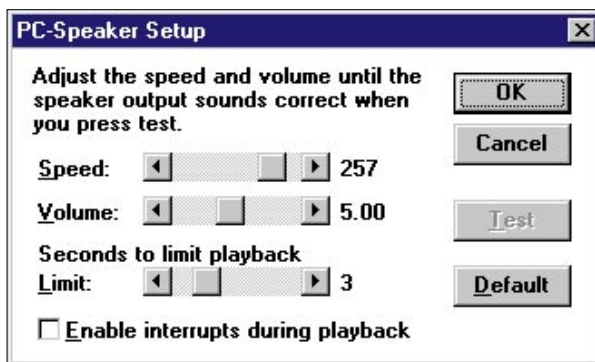 PC-Speaker Setup
Adjust the speed and volume until the
speaker output sounds correct when
you press test.
OK
Cancel
Speed: 257
Volume: 5.00
Test
Seconds to limit playback
Limit: 3
Default
Enable interrupts during playback